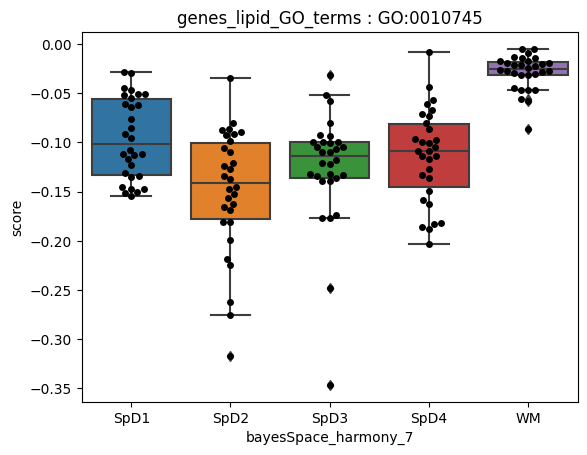 genes_lipid_GO_terms : GO:0010745
0.00
−0.05
−0.10
−0.15
−0.20
−0.25
−0.30
−0.35
score
SpD1 SpD2 SpD3 SpD4 WM
bayesSpace_harmony_7